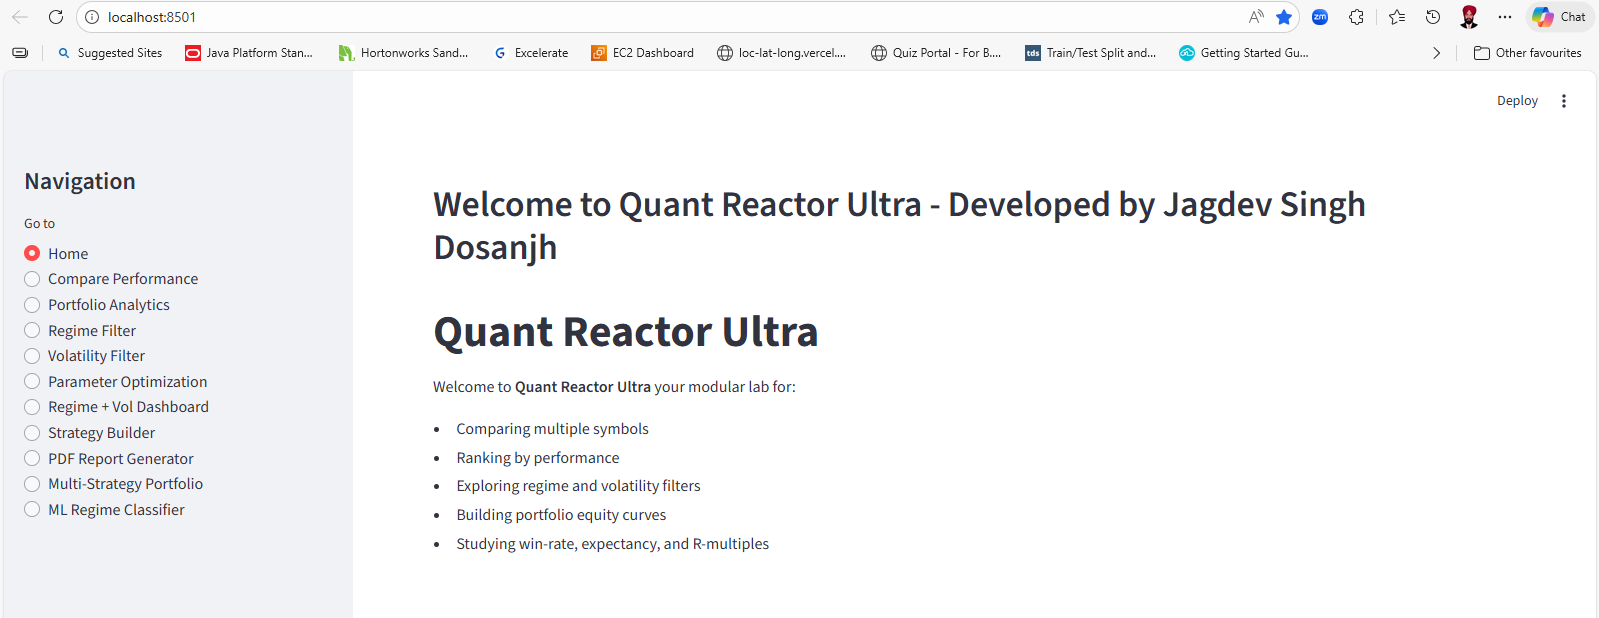 localhost:8501
A
zm
Chat
Suggested Sites
Java Platform Stan...
Hortonworks Sand...
G
Excelerate
EC2 Dashboard
loc-lat-long.vercel....
Quiz Portal - For B....
tds
Train/Test Split and...
Getting Started Gu...
Other favourites
Deploy
Navigation
Go to
Home
Compare Performance
Portfolio Analytics
Regime Filter
Volatility Filter
Parameter Optimization
Regime + Vol Dashboard
Strategy Builder
PDF Report Generator
Multi-Strategy Portfolio
ML Regime Classifier
Welcome to Quant Reactor Ultra - Developed by Jagdev Singh
Dosanjh
Quant Reactor Ultra
Welcome to Quant Reactor Ultra your modular lab for:
• Comparing multiple symbols
• Ranking by performance
• Exploring regime and volatility filters
• Building portfolio equity curves
• Studying win-rate, expectancy, and R-multiples